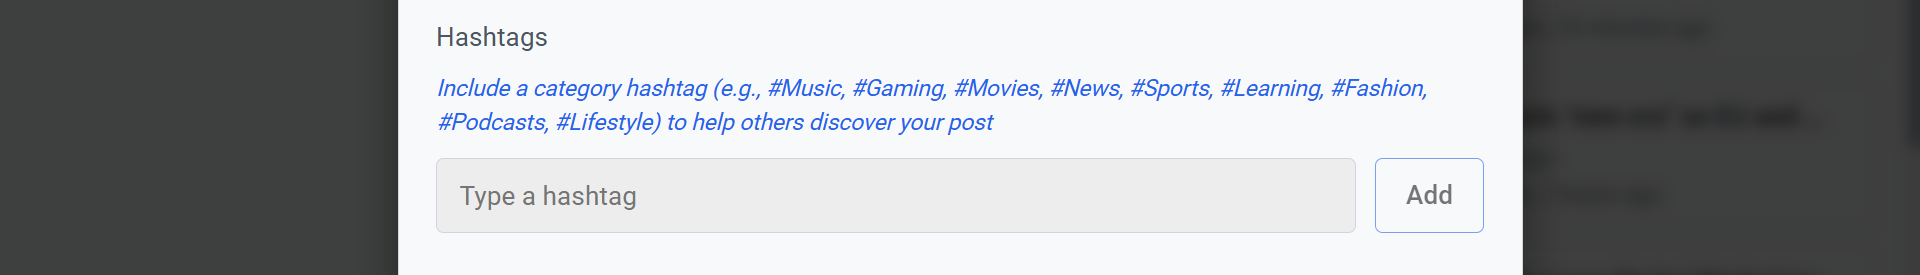 Hashtags
Include a category hashtag (e.g., #Music, #Gaming, #Movies, #News, #Sports, #Learning, #Fashion,
#Podcasts, #Lifestyle) to help others discover your post
Type a hashtag
Add